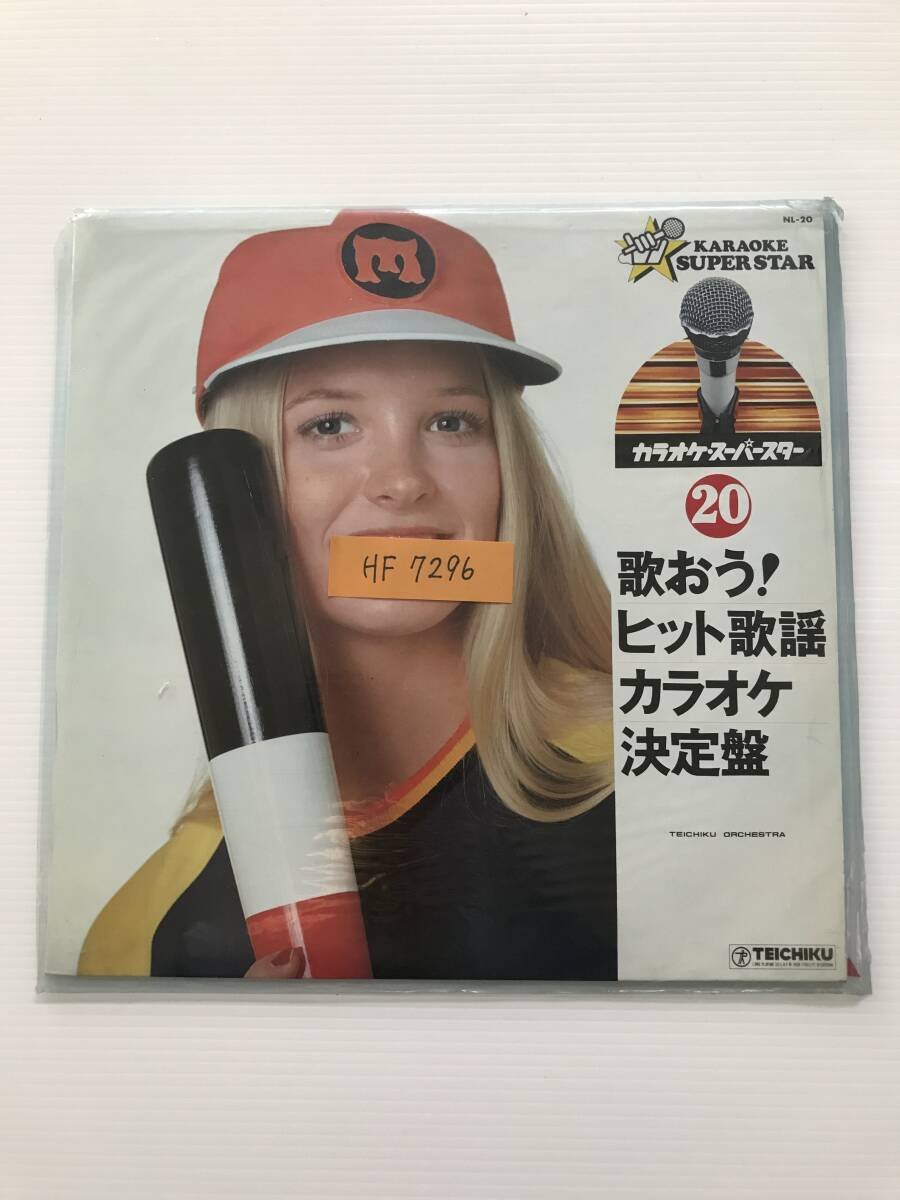 NL-20
KARAOKE
SUPER STAR
カラオケ・スーパースター
20
歌おう!
ヒット歌謡
カラオケ
決定盤
TEICHIKU ORCHESTRA
TEICHIKU
M
HF 7296